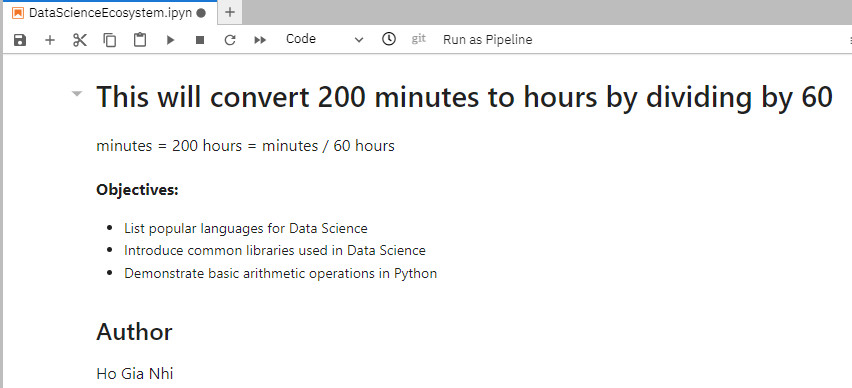 DataScienceEcosystem.ipyn
Code
git
Run as Pipeline
This will convert 200 minutes to hours by dividing by 60
minutes = 200 hours = minutes / 60 hours
Objectives:
List popular languages for Data Science
Introduce common libraries used in Data Science
Demonstrate basic arithmetic operations in Python
Author
Ho Gia Nhi